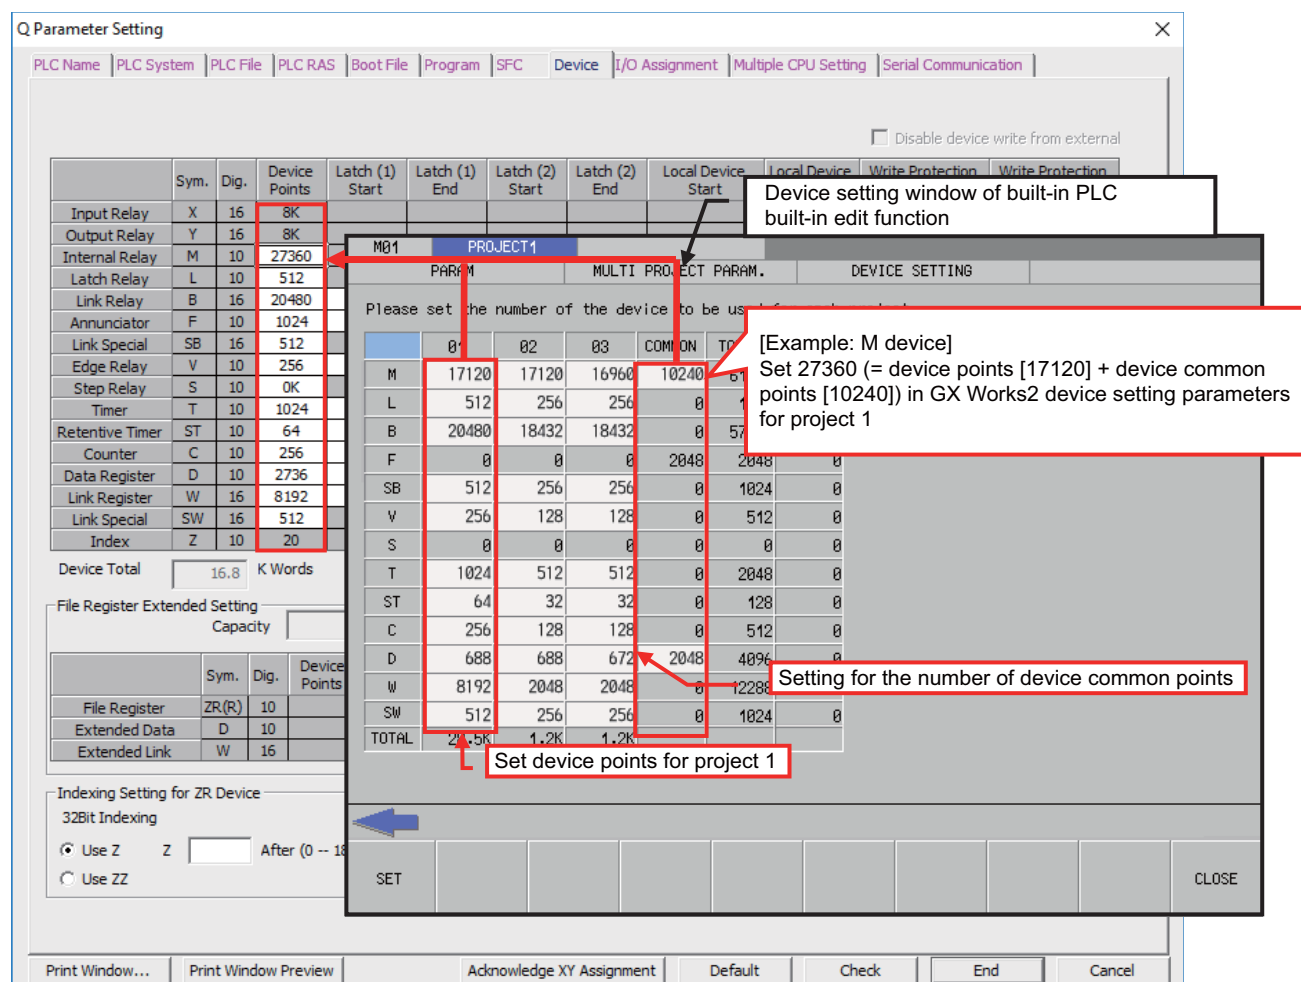 Q Parameter Setting
PLC Name PLC System PLC File PLC RAS Boot File Program SFC Device I/O Assignment Multiple CPU Setting Serial Communication
Disable device write from external
Sym. Dig. Device Points Latch (1) Start Latch (1) End Latch (2) Start Latch (2) End Local Device Start Local Device Write Protection Write Protection
Input Relay X 16 8K
Output Relay Y 16 8K
Internal Relay M 10 27360
Latch Relay L 10 512
Link Relay B 16 20480
Annunciator F 10 1024
Link Special SB 16 512
Edge Relay V 10 256
Step Relay S 10 0K
Timer T 10 1024
Retentive Timer ST 10 64
Counter C 10 256
Data Register D 10 2736
Link Register W 16 8192
Link Special SW 16 512
Index Z 10 20
Device Total 16.8 K Words
File Register Extended Setting
Capacity
Sym. Dig. Device Points
File Register ZR(R) 10
Extended Data D 10
Extended Link W 16
Indexing Setting for ZR Device
32Bit Indexing
Use Z Z After (0 -- 18
Use ZZ
Print Window... Print Window Preview Acknowledge XY Assignment Default Check End Cancel
Device setting window of built-in PLC
built-in edit function
M01 PROJECT1
PARAM MULTI PROJECT PARAM. DEVICE SETTING
Please set the number of the device to be
01 02 03 COMMON
M 17120 17120 16960 10240
L 512 256 256 0
B 20480 18432 18432 0
F 0 0 0 2048 2048 0
SB 512 256 256 0 1024 0
V 256 128 128 0 512 0
S 0 0 0 0 0 0
T 1024 512 512 0 2048 0
ST 64 32 32 0 128 0
C 256 128 128 0 512 0
D 688 688 672 2048 4096 0
W 8192 2048 2048 0 12288
SW 512 256 256 0 1024 0
TOTAL 1.2K 1.2K
[Example: M device]
Set 27360 (= device points [17120] + device common
points [10240]) in GX Works2 device setting parameters
for project 1
Setting for the number of device common points
Set device points for project 1
SET CLOSE